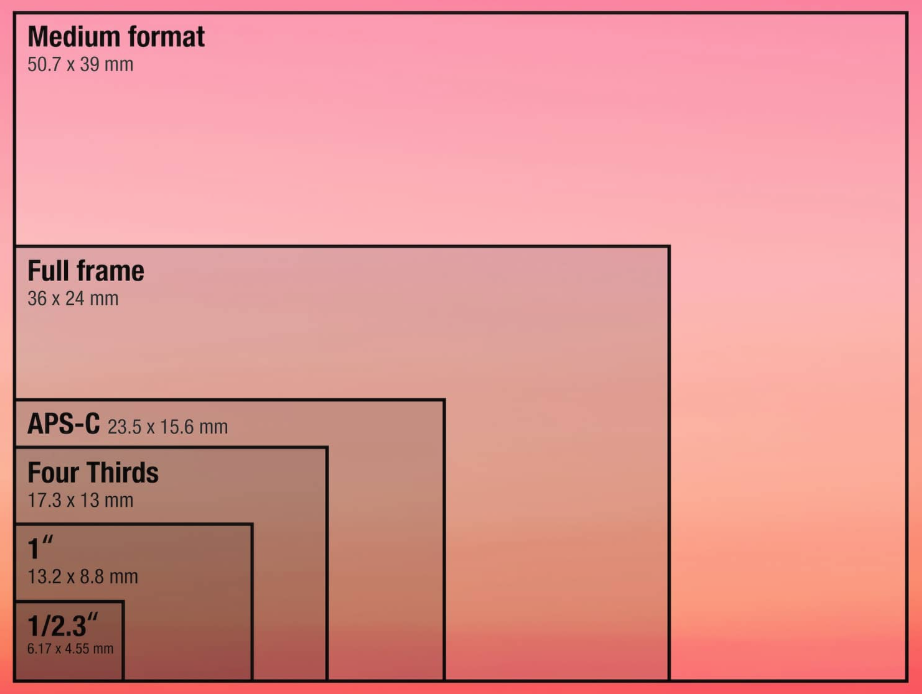 Medium format
50.7 x 39 mm
Full frame
36 x 24 mm
APS-C 23.5 x 15.6 mm
Four Thirds
17.3 x 13 mm
1“
13.2 x 8.8 mm
1/2.3“
6.17 x 4.55 mm